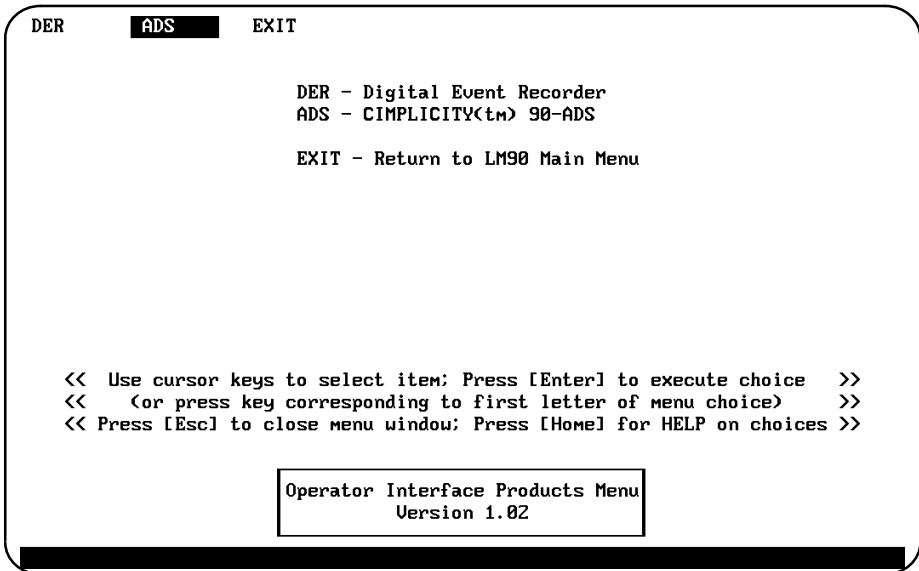 DER ADS EXIT
DER - Digital Event Recorder
ADS - CIMPLICITY(tm) 90-ADS
EXIT - Return to LM90 Main Menu
<< Use cursor keys to select item; Press [Enter] to execute choice >>
<< (or press key corresponding to first letter of menu choice) >>
<< Press [Esc] to close menu window; Press [Home] for HELP on choices >>
Operator Interface Products Menu
Version 1.02